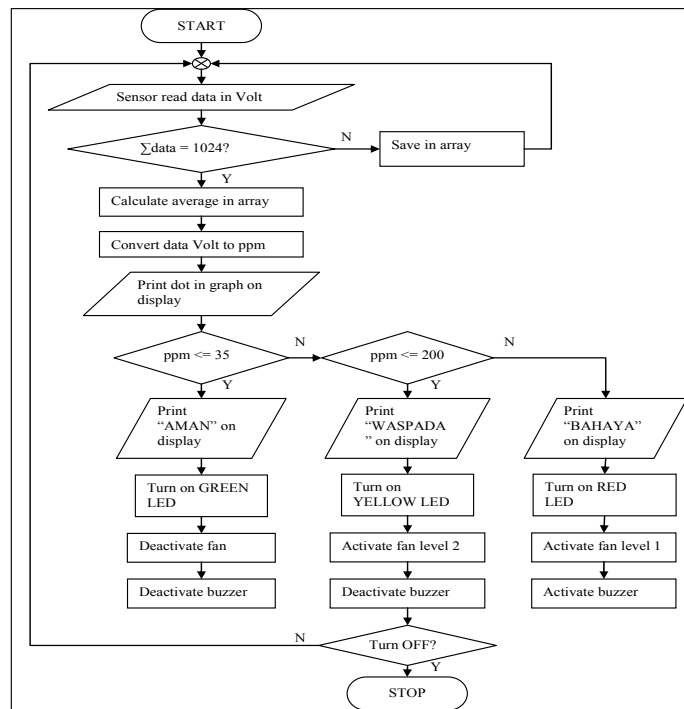 START
Sensor read data in Volt
∑data = 1024?
N
Save in array
Y
Calculate average in array
Convert data Volt to ppm
Print dot in graph on
display
ppm <= 35
N
ppm <= 200
N
Y
Y
Print
“AMAN” on
display
Print
“WASPADA
” on display
Print
“BAHAYA”
on display
Turn on GREEN
LED
Turn on
YELLOW LED
Turn on RED
LED
Deactivate fan
Activate fan level 2
Activate fan level 1
Deactivate buzzer
Deactivate buzzer
Activate buzzer
N
Turn OFF?
Y
STOP